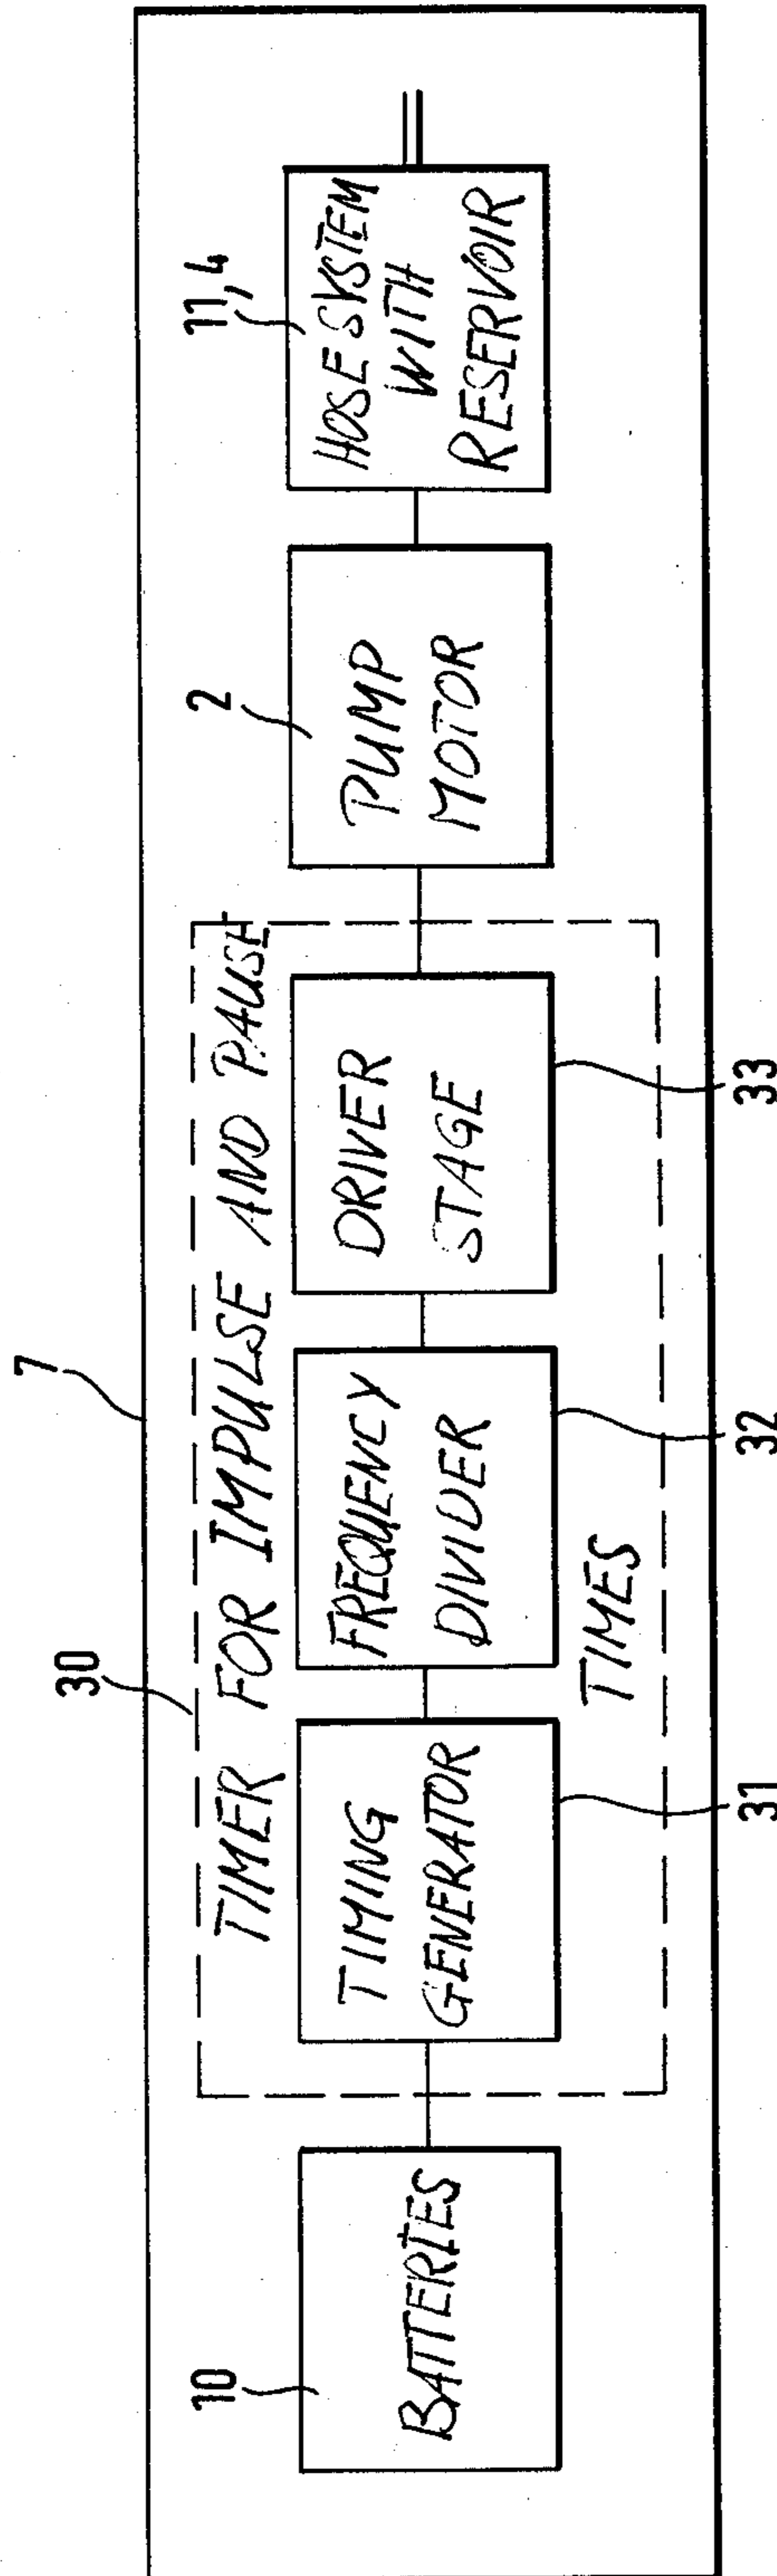 7
30
TIMER FOR IMPULSE AND PAUSE
TIMES
10
BATTERIES
TIMING
GENERATOR
31
FREQUENCY
DIVIDER
32
DRIVER
STAGE
33
2
PUMP
MOTOR
11,4
HOSE SYSTEM
WITH
RESERVOIR